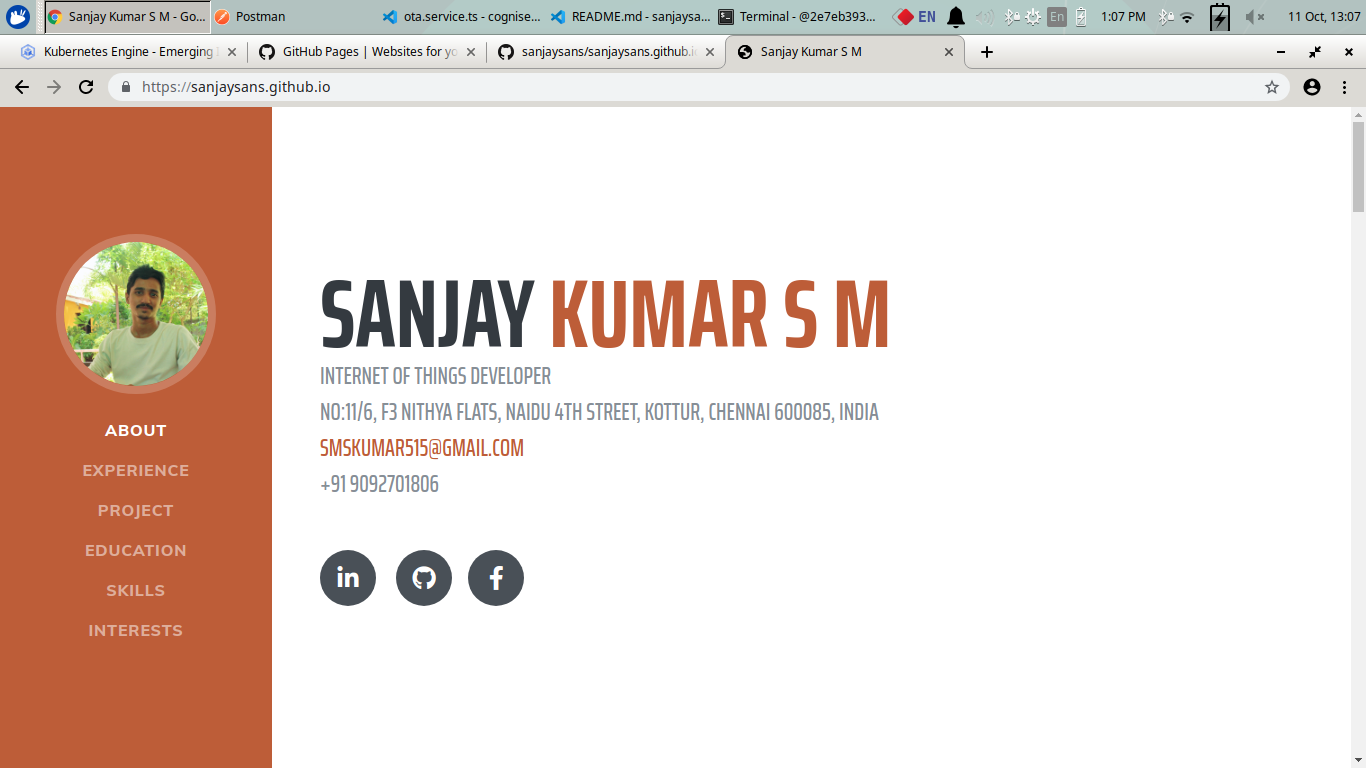 Sanjay Kumar S M - Go...
Postman
ota.service.ts - cognise...
README.md - sanjaysa...
Terminal - @2e7eb393...
EN
En
1:07 PM
11 Oct, 13:07
Kubernetes Engine - Emerging
GitHub Pages | Websites for yo
sanjaysans/sanjaysans.github.i
Sanjay Kumar S M
https://sanjaysans.github.io
SANJAY KUMAR S M
INTERNET OF THINGS DEVELOPER
NO:11/6, F3 NITHYA FLATS, NAIDU 4TH STREET, KOTTUR, CHENNAI 600085, INDIA
SMSKUMAR515@GMAIL.COM
+91 9092701806
in
f
ABOUT
EXPERIENCE
PROJECT
EDUCATION
SKILLS
INTERESTS